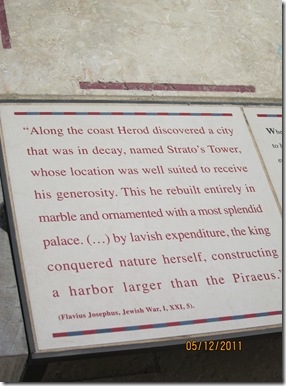 "Along the coast Herod discovered a city
that was in decay, named Strato's Tower,
whose location was well suited to receive
his generosity. This he rebuilt entirely in
marble and ornamented with a most splendid
palace. (...) by lavish expenditure, the king
conquered nature herself, constructing
a harbor larger than the Piraeus."
(Flavius Josephus, Jewish War, I, XXI, 5).
05/12/2011